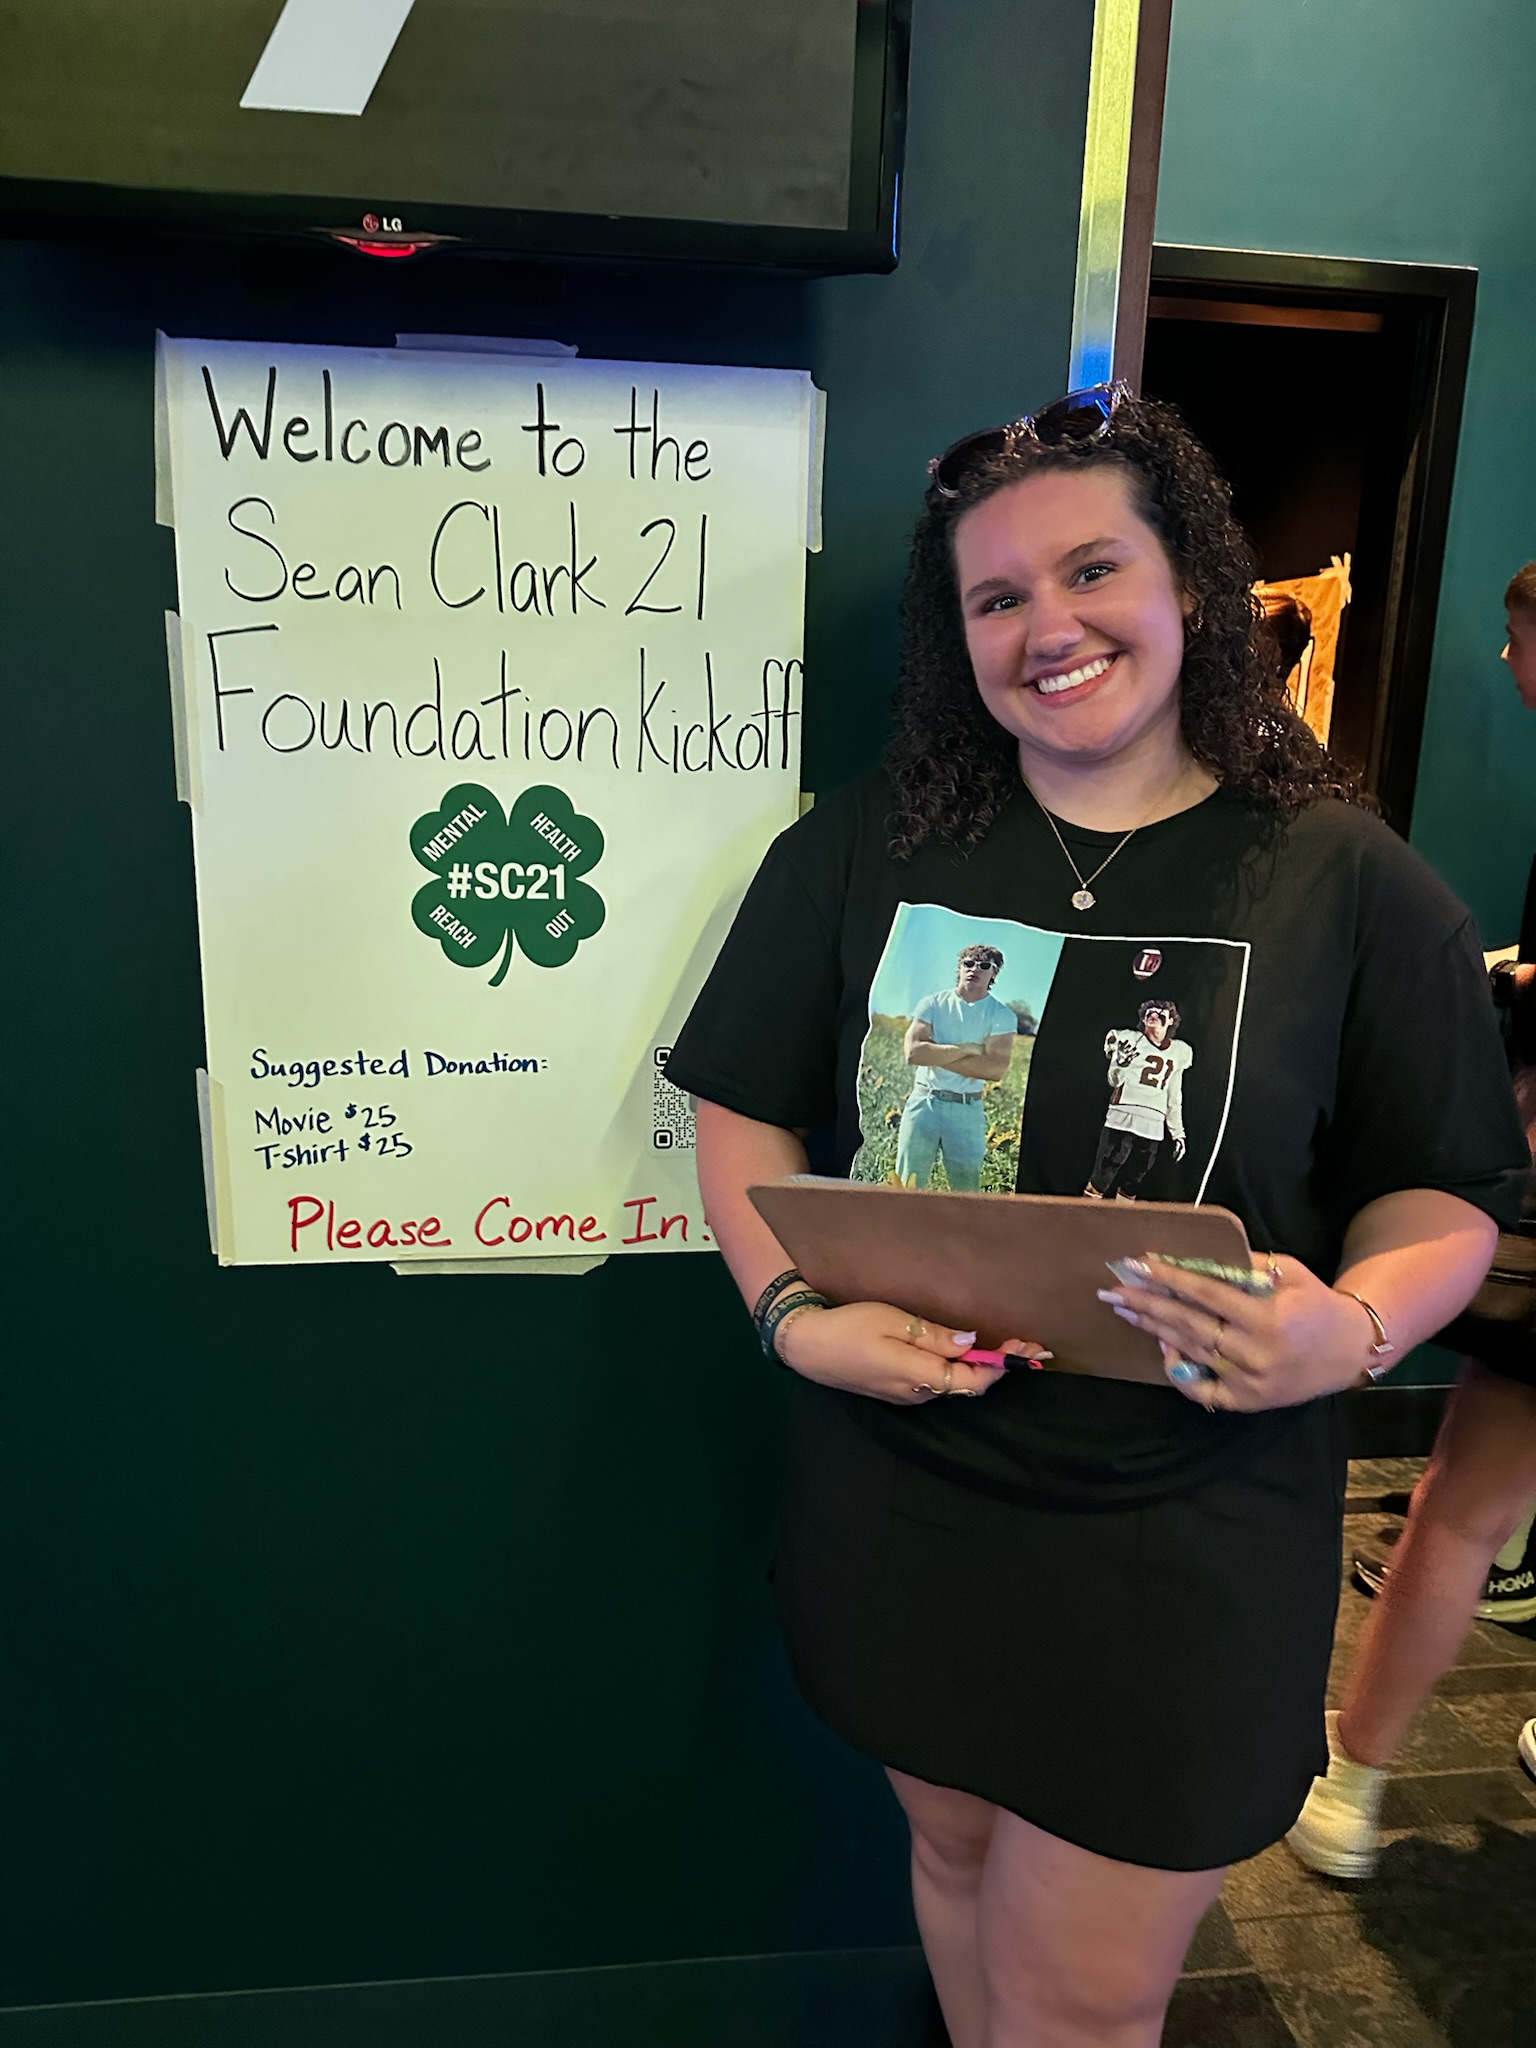 LG
Welcome to the
Sean Clark 21
Foundation Kickoff
MENTAL
HEALTH
#SC21
REACH
OUT
Suggested Donation:
Movie $25
T-shirt $25
Please Come In!
21
HOKA